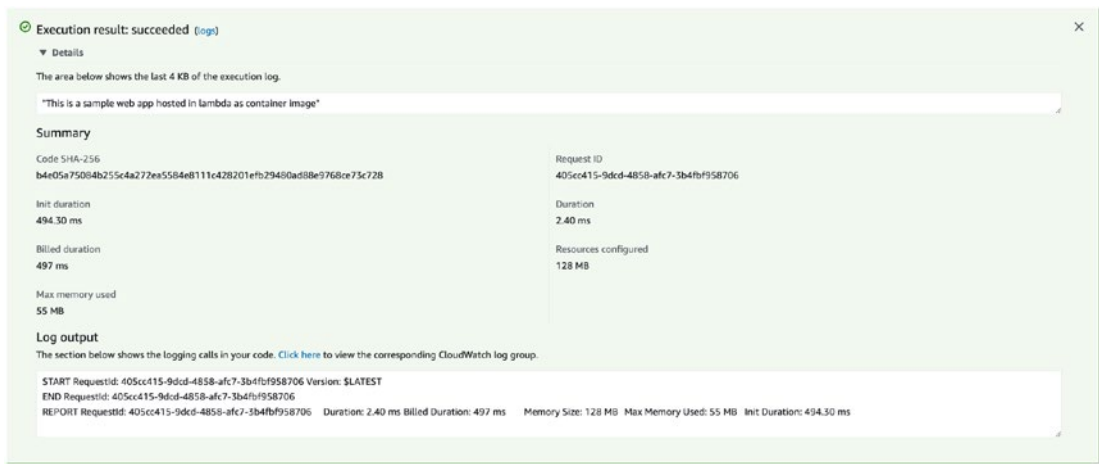 Execution result: succeeded (logs)
Details
The area below shows the last 4 KB of the execution log.
"This is a sample web app hosted in lambda as container image"
Summary
Code SHA-256
b4e05a75084b255c4a272ea5584e8111c428201efb29480ad88e9768ce73c728
Request ID
405cc415-9dcd-4858-afc7-3b4fbf958706
Init duration
494.30 ms
Duration
2.40 ms
Billed duration
497 ms
Resources configured
128 MB
Max memory used
55 MB
Log output
The section below shows the logging calls in your code. Click here to view the corresponding CloudWatch log group.
START RequestId: 405cc415-9dcd-4858-afc7-3b4fbf958706 Version: $LATEST
END RequestId: 405cc415-9dcd-4858-afc7-3b4fbf958706
REPORT RequestId: 405cc415-9dcd-4858-afc7-3b4fbf958706 Duration: 2.40 ms Billed Duration: 497 ms Memory Size: 128 MB Max Memory Used: 55 MB Init Duration: 494.30 ms